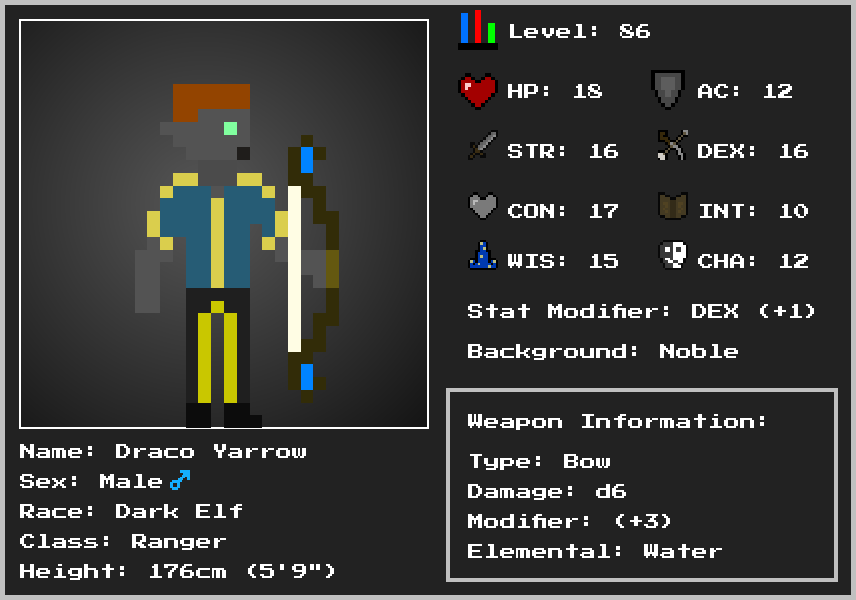 Level: 86
HP: 18
AC: 12
STR: 16
DEX: 16
CON: 17
INT: 10
WIS: 15
CHA: 12
Stat Modifier: DEX (+1)
Background: Noble
Name: Draco Yarrow
Sex: Male ♂
Race: Dark Elf
Class: Ranger
Height: 176cm (5'9")
Weapon Information:
Type: Bow
Damage: d6
Modifier: (+3)
Elemental: Water